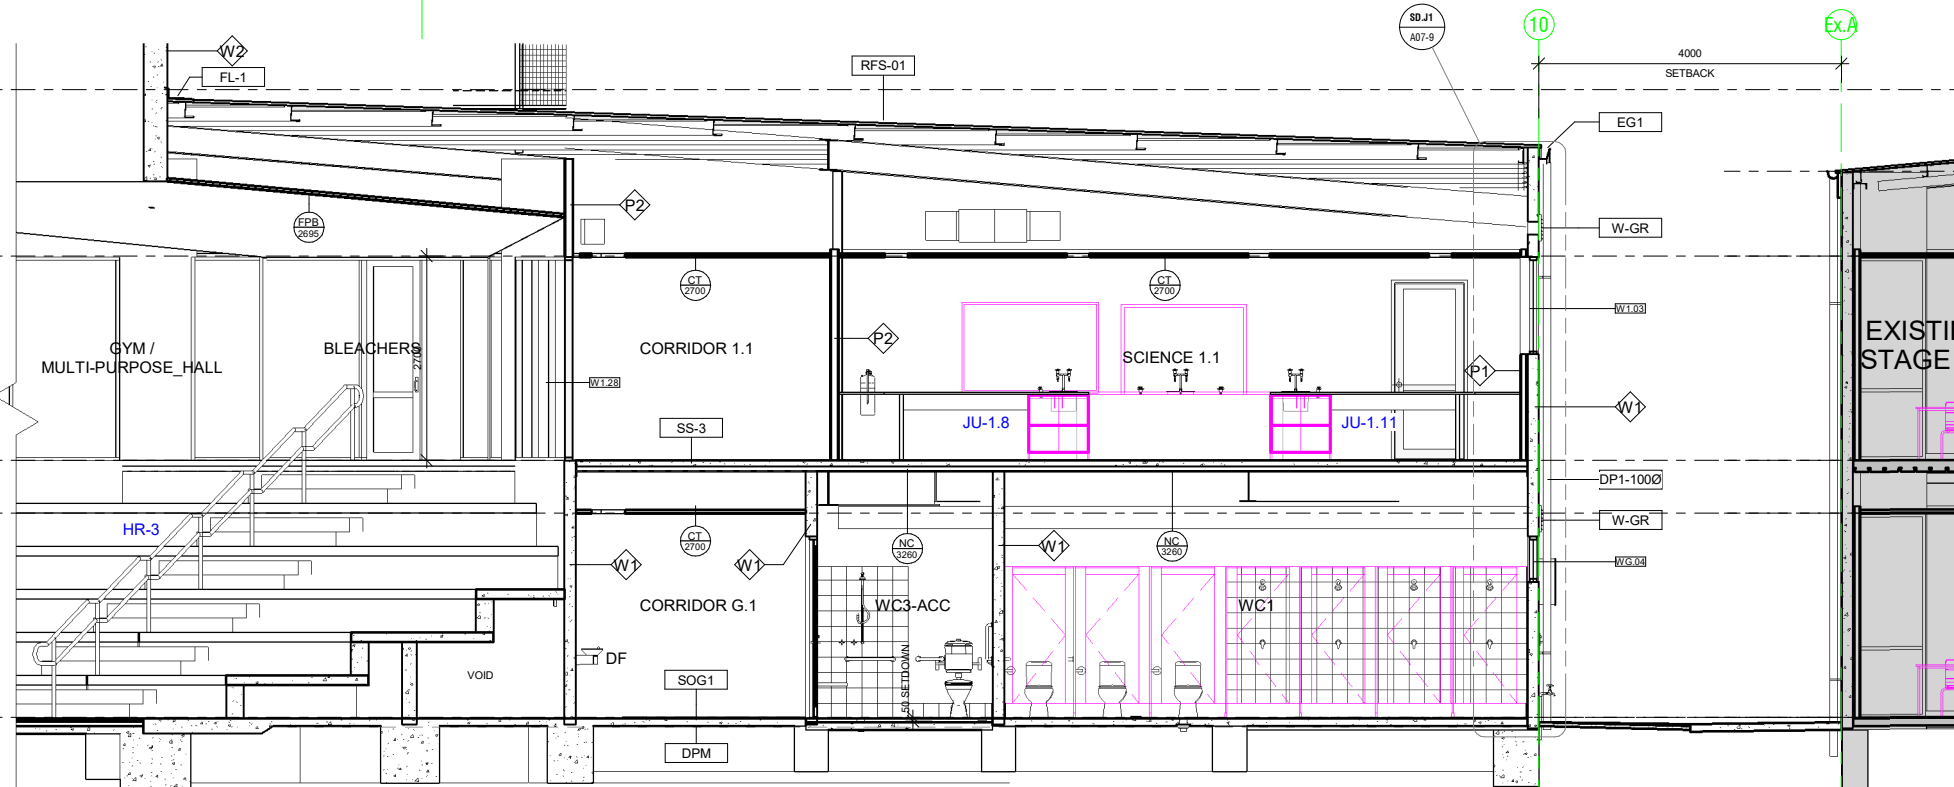 SD.J1
A07-9
10
Ex.A
4000
SETBACK
W2
FL-1
RFS-01
EG1
P2
FPB
2695
W-GR
CT
2700
CT
2700
W1.03
GYM /
MULTI-PURPOSE_HALL
BLEACHERS
2700
CORRIDOR 1.1
P2
SCIENCE 1.1
P1
EXISTI
STAGE
W1.28
W1
JU-1.8
JU-1.11
SS-3
DP1-100Ø
HR-3
W-GR
CT
2700
NC
3260
NC
3260
W1
W1
W1
WG.04
CORRIDOR G.1
WC3-ACC
WC1
DF
VOID
SOG1
50 SETDOWN
DPM